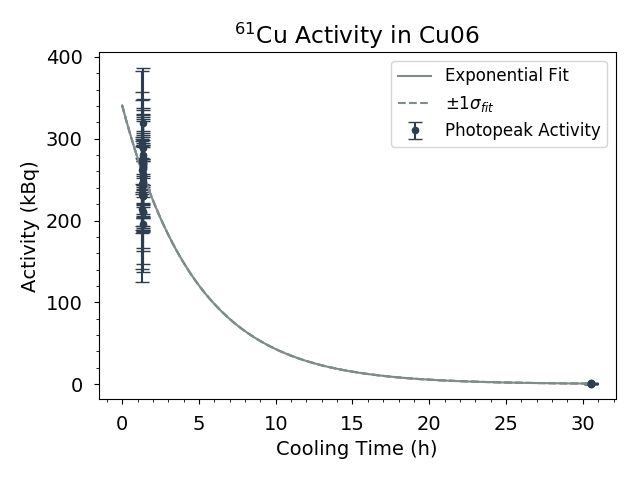 ⁶¹Cu Activity in Cu06
Exponential Fit
±1σ_fit
Photopeak Activity
Activity (kBq)
400
300
200
100
0
0 5 10 15 20 25 30
Cooling Time (h)